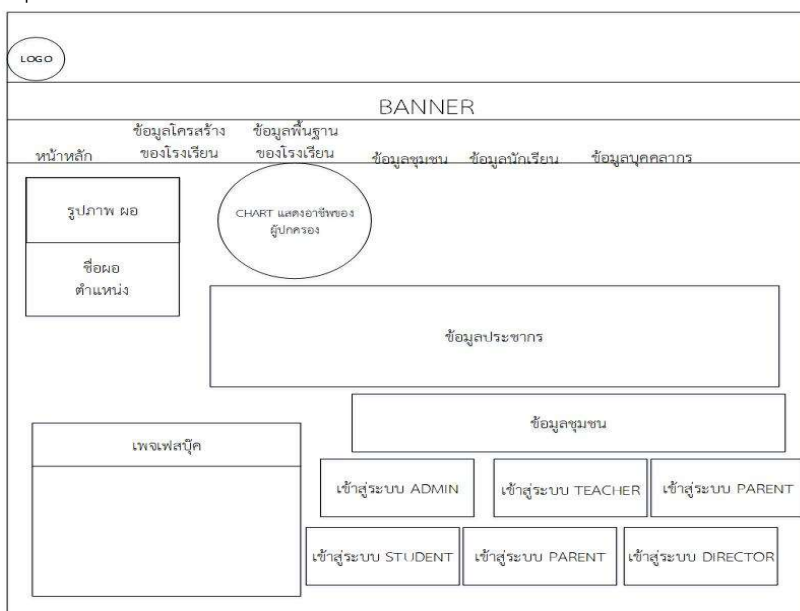 LOGO
BANNER
หน้าหลัก
ข้อมูลโครสร้าง
ของโรงเรียน
ข้อมูลพื้นฐาน
ของโรงเรียน
ข้อมูลชุมชน
ข้อมูลนักเรียน
ข้อมูลบุคคลากร
รูปภาพ ผอ
ชื่อผอ
ตำแหน่ง
CHART แสดงอาชีพของ
ผู้ปกครอง
ข้อมูลประชากร
ข้อมูลชุมชน
เพจเฟสบุ๊ค
เข้าสู่ระบบ ADMIN
เข้าสู่ระบบ TEACHER
เข้าสู่ระบบ PARENT
เข้าสู่ระบบ STUDENT
เข้าสู่ระบบ PARENT
เข้าสู่ระบบ DIRECTOR